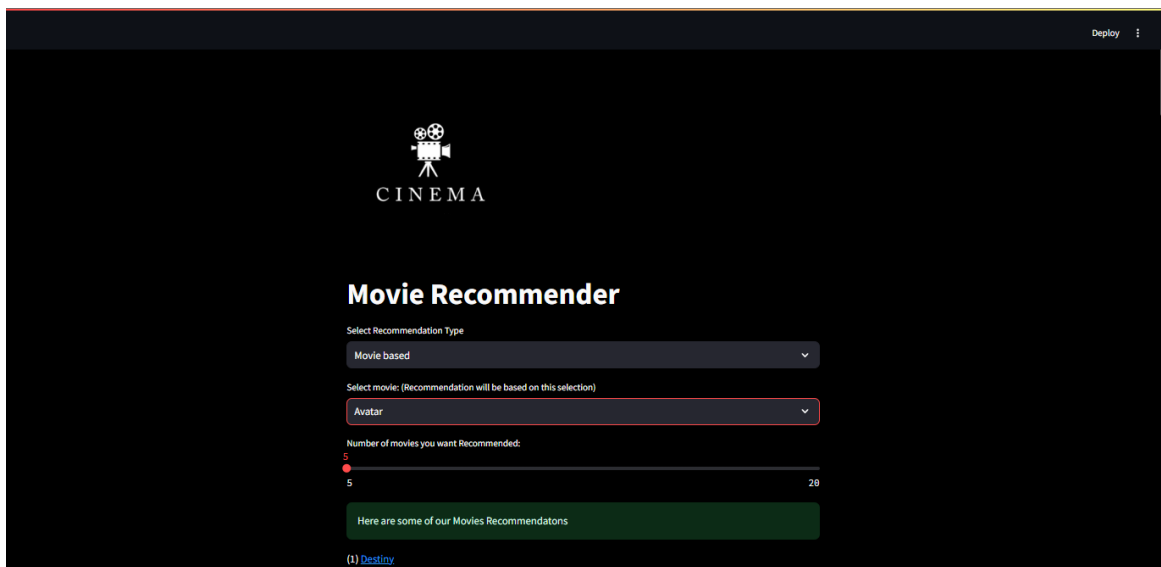 Deploy
CINEMA
Movie Recommender
Select Recommendation Type
Movie based
Select movie: (Recommendation will be based on this selection)
Avatar
Number of movies you want Recommended:
5
5 20
Here are some of our Movies Recommendatons
(1) Destiny